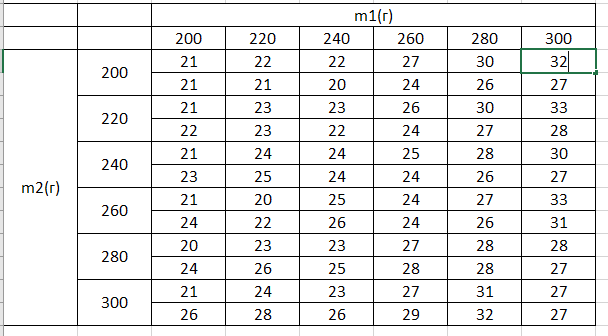 m1(г)
200 220 240 260 280 300
m2(г)
200 21 22 22 27 30 32
21 21 20 24 26 27
220 21 23 23 26 30 33
22 23 22 24 27 28
240 21 24 24 25 28 30
23 25 24 24 26 27
260 21 20 25 24 27 33
24 22 26 24 26 31
280 20 23 23 27 28 28
24 26 25 28 28 27
300 21 24 23 27 31 27
26 28 26 29 32 27